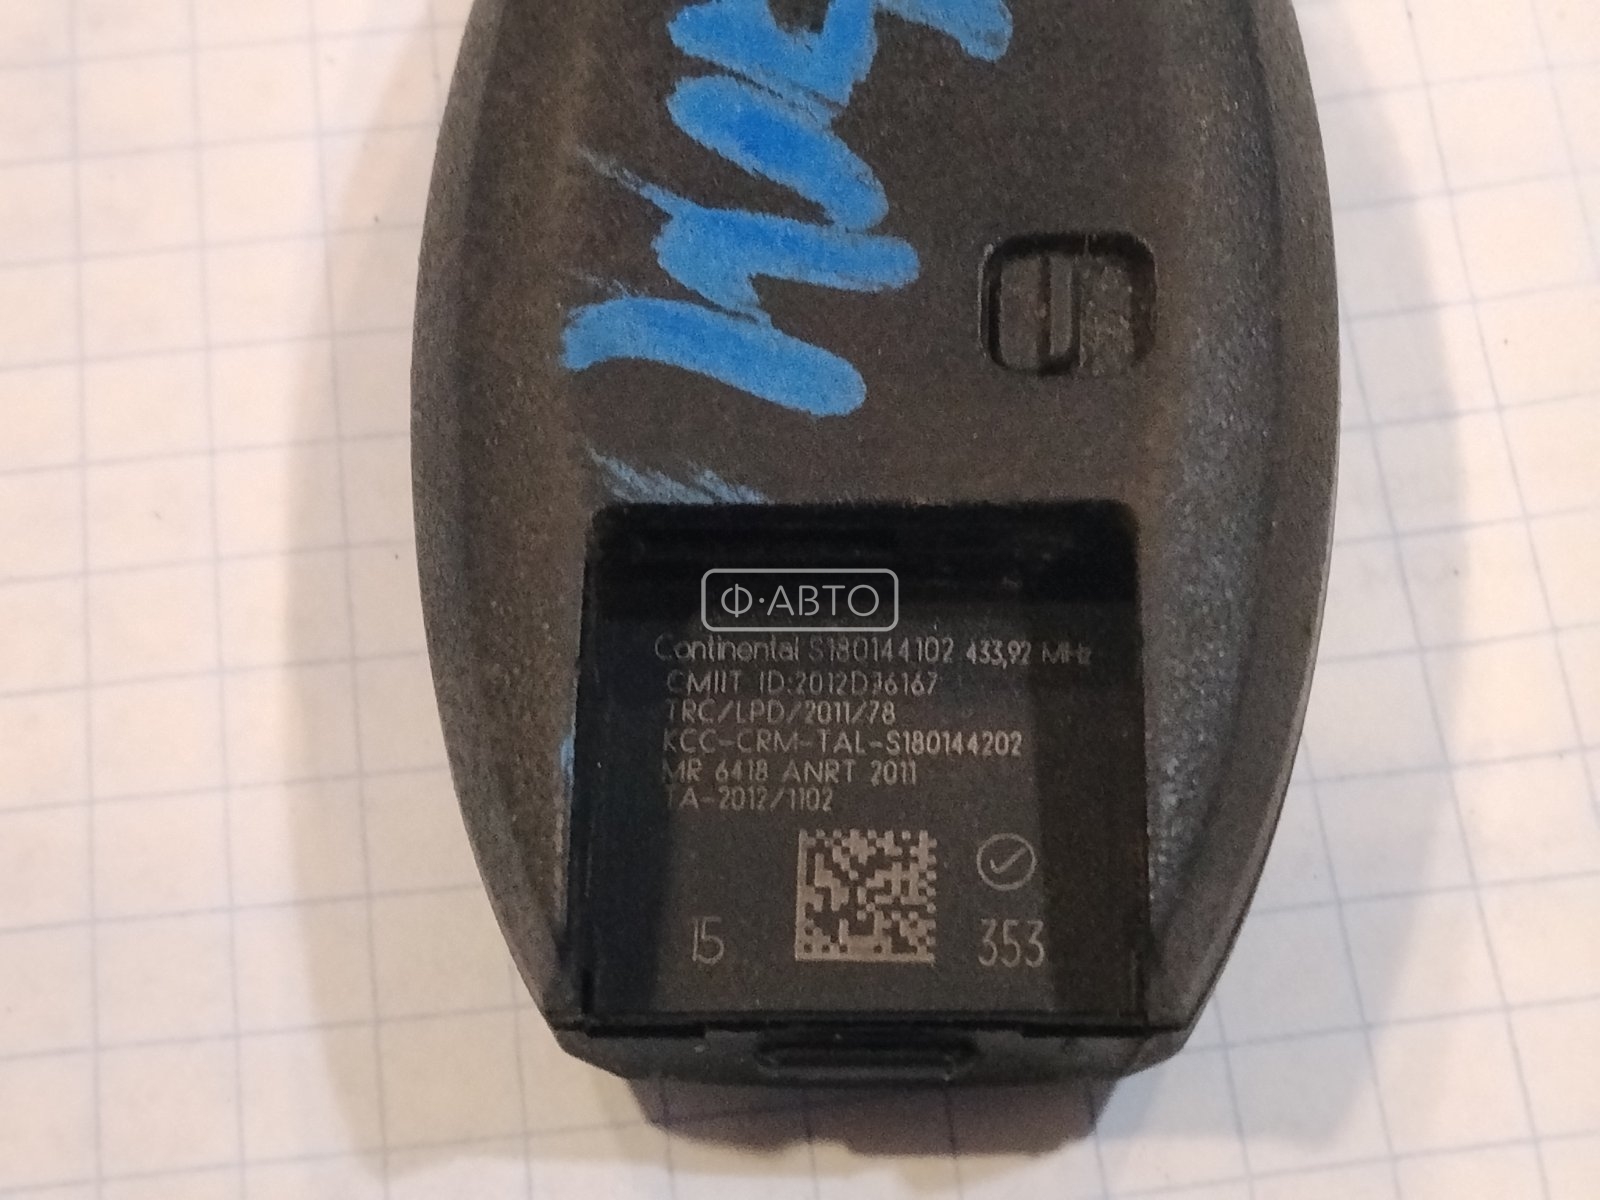 Ф·АВТО
Continental S180144102 433,92 MHz
CMIIT ID:2012DJ6167
TRC/LPD/2011/78
KCC-CRM-TAL-S180144202
MR 6418 ANRT 2011
TA-2012/1102
15
353